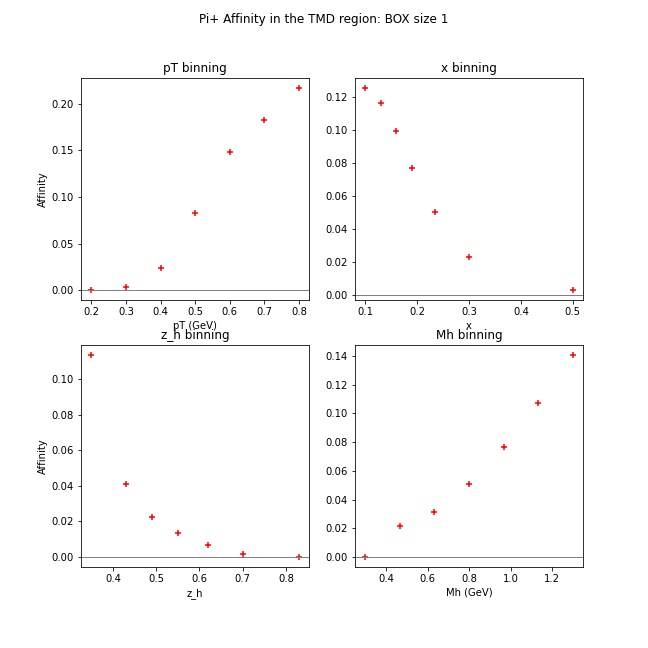 Pi+ Affinity in the TMD region: BOX size 1
pT binning
Affinity
0.20
0.15
0.10
0.05
0.00
0.2 0.3 0.4 0.5 0.6 0.7 0.8
pT (GeV)
x binning
0.12
0.10
0.08
0.06
0.04
0.02
0.00
0.1 0.2 0.3 0.4 0.5
x
z_h binning
Affinity
0.10
0.08
0.06
0.04
0.02
0.00
0.4 0.5 0.6 0.7 0.8
z_h
Mh binning
0.14
0.12
0.10
0.08
0.06
0.04
0.02
0.00
0.4 0.6 0.8 1.0 1.2
Mh (GeV)